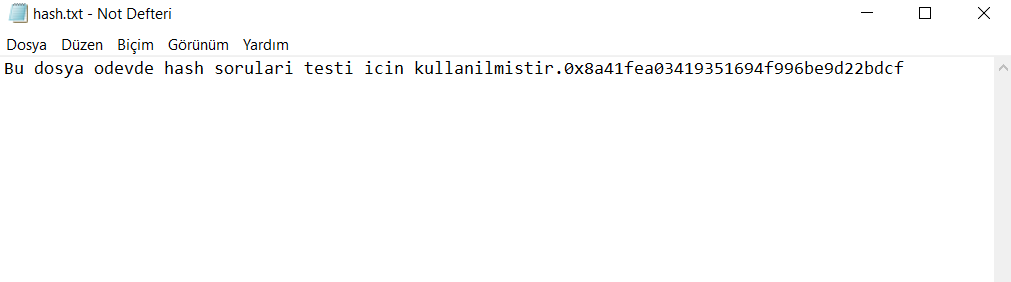 hash.txt - Not Defteri
Dosya Düzen Biçim Görünüm Yardım
Bu dosya odevde hash sorulari testi icin kullanilmistir.0x8a41fea03419351694f996be9d22bdcf